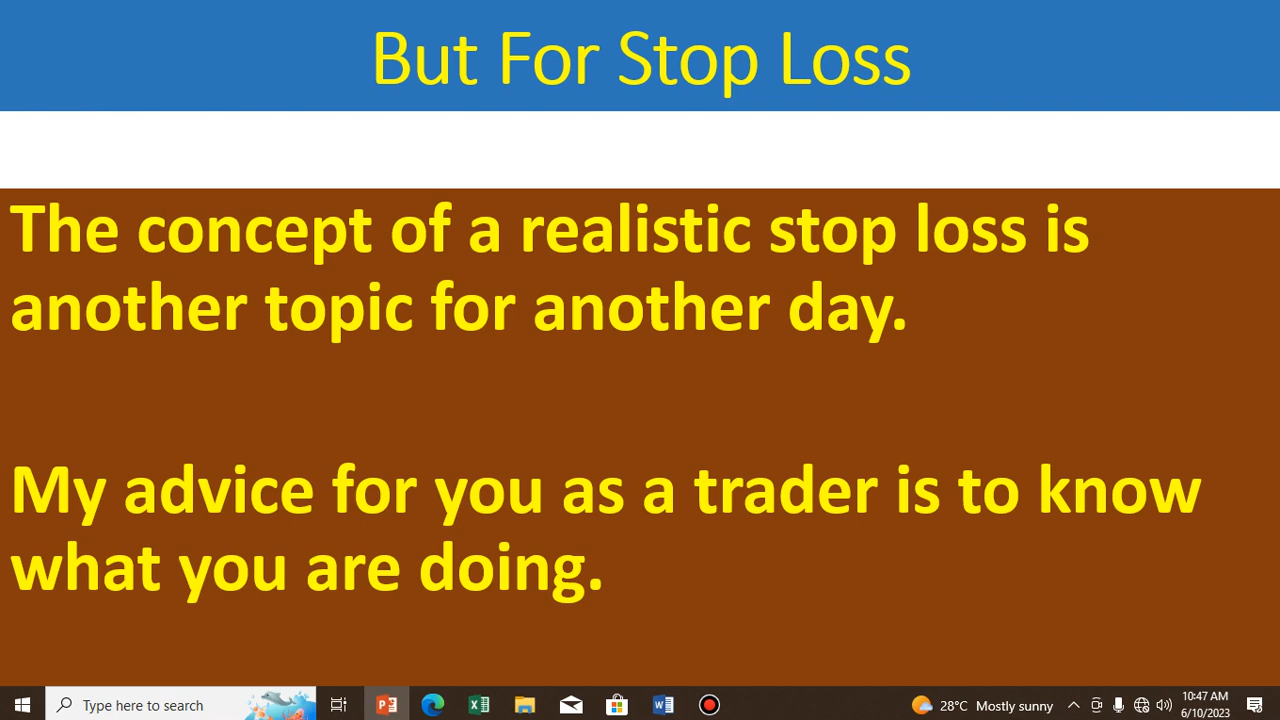 But For Stop Loss
The concept of a realistic stop loss is
another topic for another day.
My advice for you as a trader is to know
what you are doing.
Type here to search
28°C Mostly sunny
10:47 AM
6/10/2023